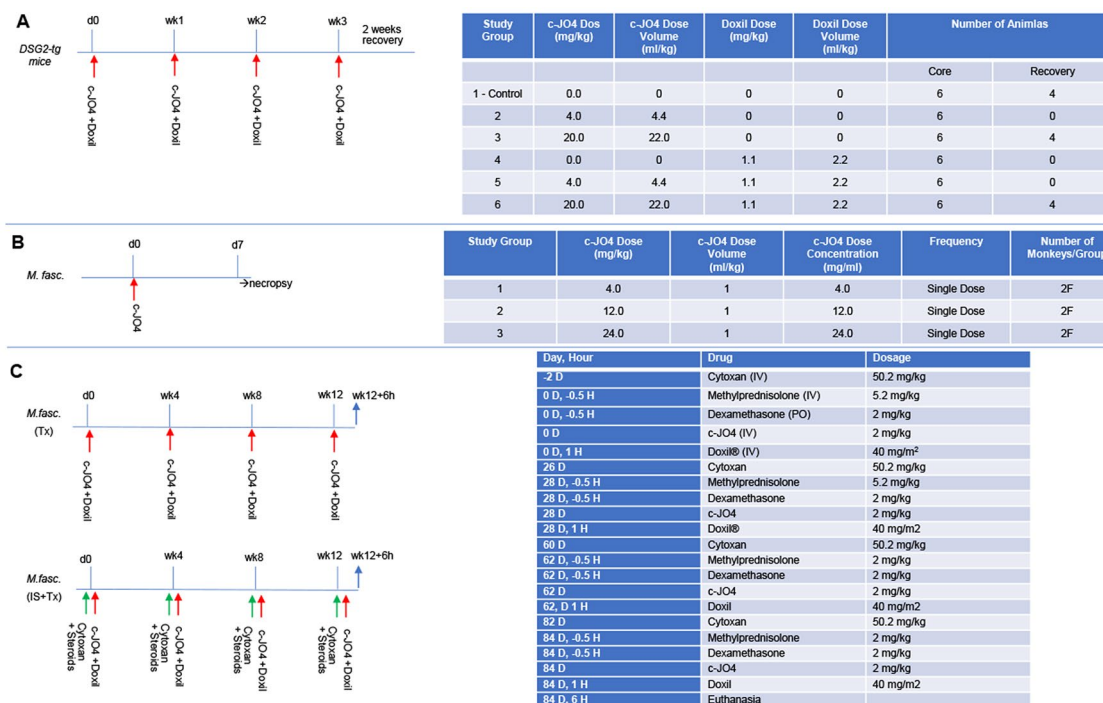 A
d0 wk1 wk2 wk3
2 weeks
recovery
DSG2-tg
mice
c-JO4 +Doxil c-JO4 +Doxil c-JO4 +Doxil c-JO4 +Doxil
Study Group c-JO4 Dos (mg/kg) c-JO4 Dose Volume (ml/kg) Doxil Dose (mg/kg) Doxil Dose Volume (ml/kg) Number of Animlas
Core Recovery
1 - Control 0.0 0 0 0 6 4
2 4.0 4.4 0 0 6 0
3 20.0 22.0 0 0 6 4
4 0.0 0 1.1 2.2 6 0
5 4.0 4.4 1.1 2.2 6 0
6 20.0 22.0 1.1 2.2 6 4
B
d0 d7
M. fasc.
→necropsy
c-JO4
Study Group c-JO4 Dose (mg/kg) c-JO4 Dose Volume (ml/kg) c-JO4 Dose Concentration (mg/ml) Frequency Number of Monkeys/Group
1 4.0 1 4.0 Single Dose 2F
2 12.0 1 12.0 Single Dose 2F
3 24.0 1 24.0 Single Dose 2F
C
d0 wk4 wk8 wk12 wk12+6h
M.fasc.
(Tx)
c-JO4 +Doxil c-JO4 +Doxil c-JO4 +Doxil c-JO4 +Doxil
d0 wk4 wk8 wk12 wk12+6h
M.fasc.
(IS+Tx)
Cytoxan + Steroids c-JO4 +Doxil Cytoxan + Steroids c-JO4 +Doxil Cytoxan + Steroids c-JO4 +Doxil Cytoxan + Steroids c-JO4 +Doxil
Day, Hour Drug Dosage
-2 D Cytoxan (IV) 50.2 mg/kg
0 D, -0.5 H Methylprednisolone (IV) 5.2 mg/kg
0 D, -0.5 H Dexamethasone (PO) 2 mg/kg
0 D c-JO4 (IV) 2 mg/kg
0 D, 1 H Doxil® (IV) 40 mg/m²
26 D Cytoxan 50.2 mg/kg
28 D, -0.5 H Methylprednisolone 5.2 mg/kg
28 D, -0.5 H Dexamethasone 2 mg/kg
28 D c-JO4 2 mg/kg
28 D, 1 H Doxil® 40 mg/m2
60 D Cytoxan 50.2 mg/kg
62 D, -0.5 H Methylprednisolone 2 mg/kg
62 D, -0.5 H Dexamethasone 2 mg/kg
62 D c-JO4 2 mg/kg
62, D 1 H Doxil 40 mg/m2
82 D Cytoxan 50.2 mg/kg
84 D, -0.5 H Methylprednisolone 2 mg/kg
84 D, -0.5 H Dexamethasone 2 mg/kg
84 D c-JO4 2 mg/kg
84 D, 1 H Doxil 40 mg/m2
84 D, 6 H Euthanasia